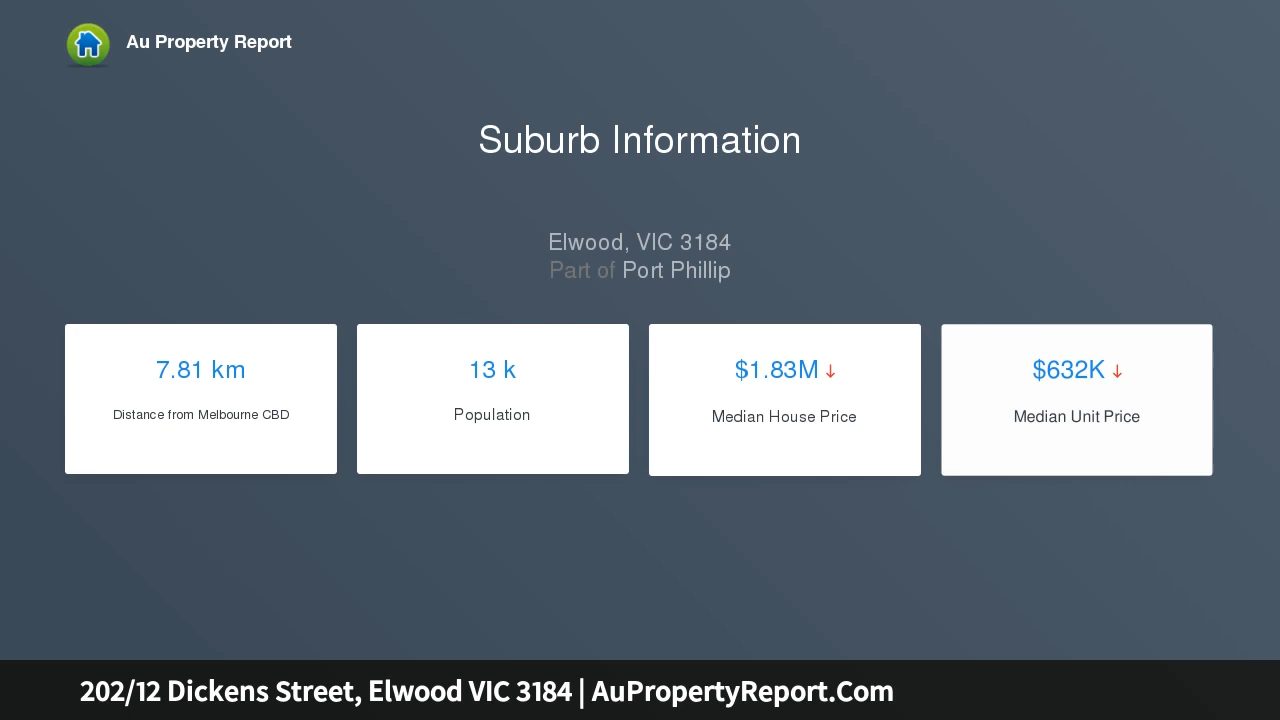 Au Property Report
Suburb Information
Elwood, VIC 3184
Part of Port Phillip
7.81 km
Distance from Melbourne CBD
13 k
Population
$1.83M ↓
Median House Price
$632K ↓
Median Unit Price
202/12 Dickens Street, Elwood VIC 3184 | AuPropertyReport.Com